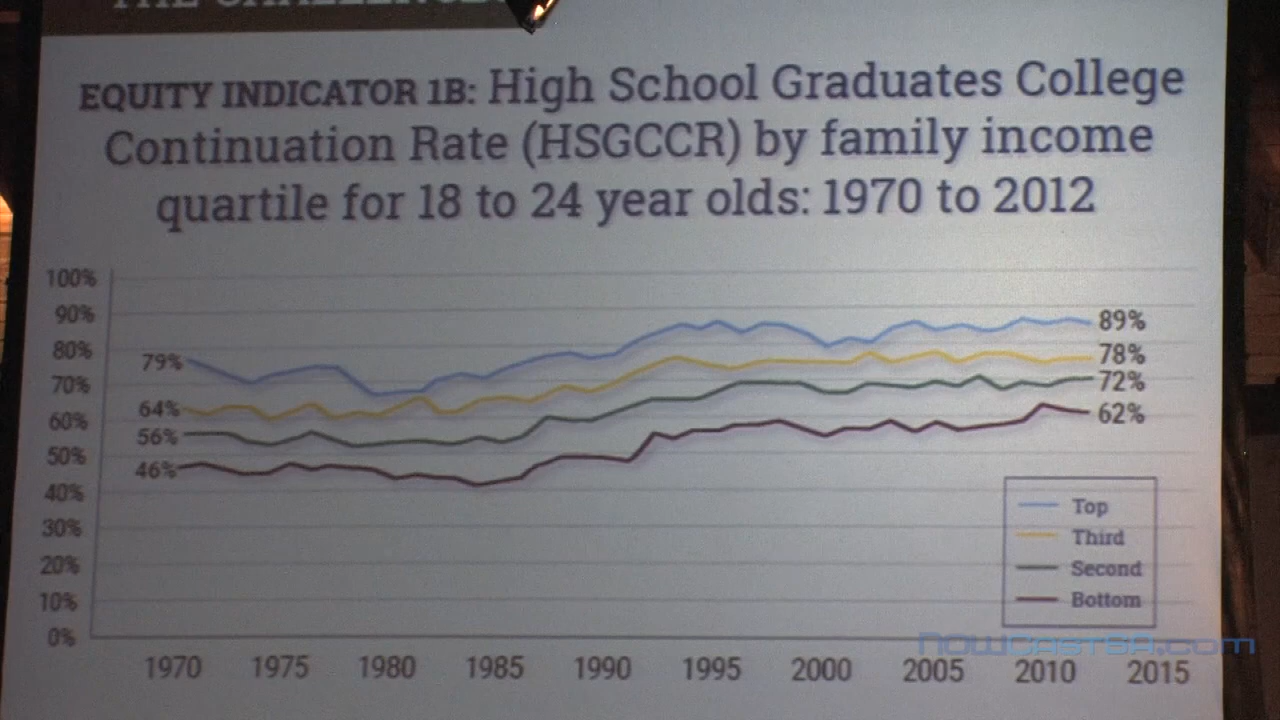 EQUITY INDICATOR 1B: High School Graduates College
Continuation Rate (HSGCCR) by family income
quartile for 18 to 24 year olds: 1970 to 2012
100%
90%
80%
70%
60%
50%
40%
30%
20%
10%
0%
79%
64%
56%
46%
89%
78%
72%
62%
Top
Third
Second
Bottom
1970 1975 1980 1985 1990 1995 2000 2005 2010 2015
NOWCASTSA.com